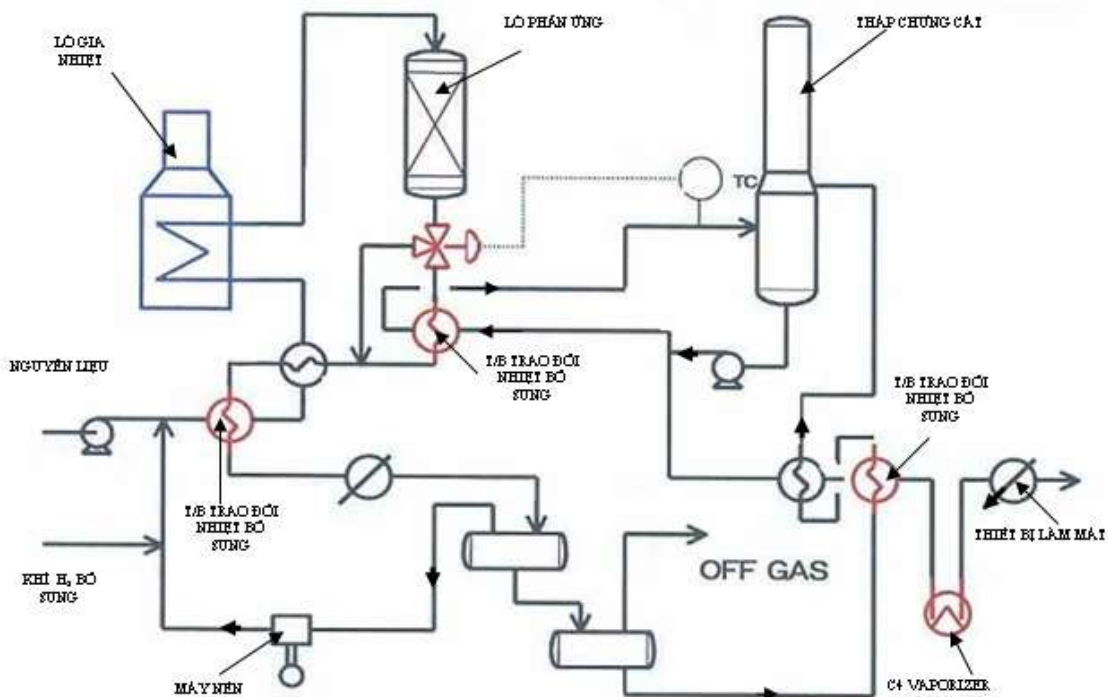 LÒ GIA
NHIỆT
LÒ PHẢN ỨNG
THÁP CHƯNG CẤT
TC
NGUYÊN LIỆU
T/B TRAO ĐỔI
NHIỆT BỔ
SUNG
T/B TRAO ĐỔI
NHIỆT BỔ
SUNG
T/B TRAO ĐỔI
NHIỆT BỔ
SUNG
THIẾT BỊ LÀM MÁT
KHÍ H₂ BỔ
SUNG
OFF GAS
MÁY NÉN
C4 VAPORIZER